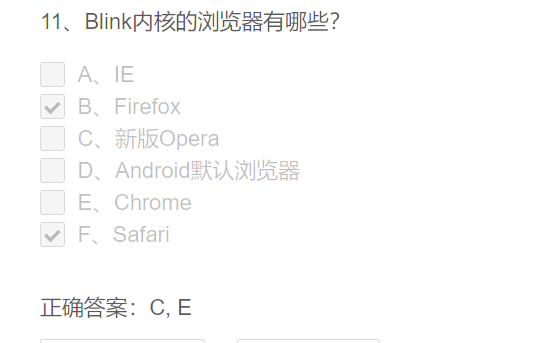 11、Blink内核的浏览器有哪些?
A、IE
B、Firefox
C、新版Opera
D、Android默认浏览器
E、Chrome
F、Safari
正确答案：C, E